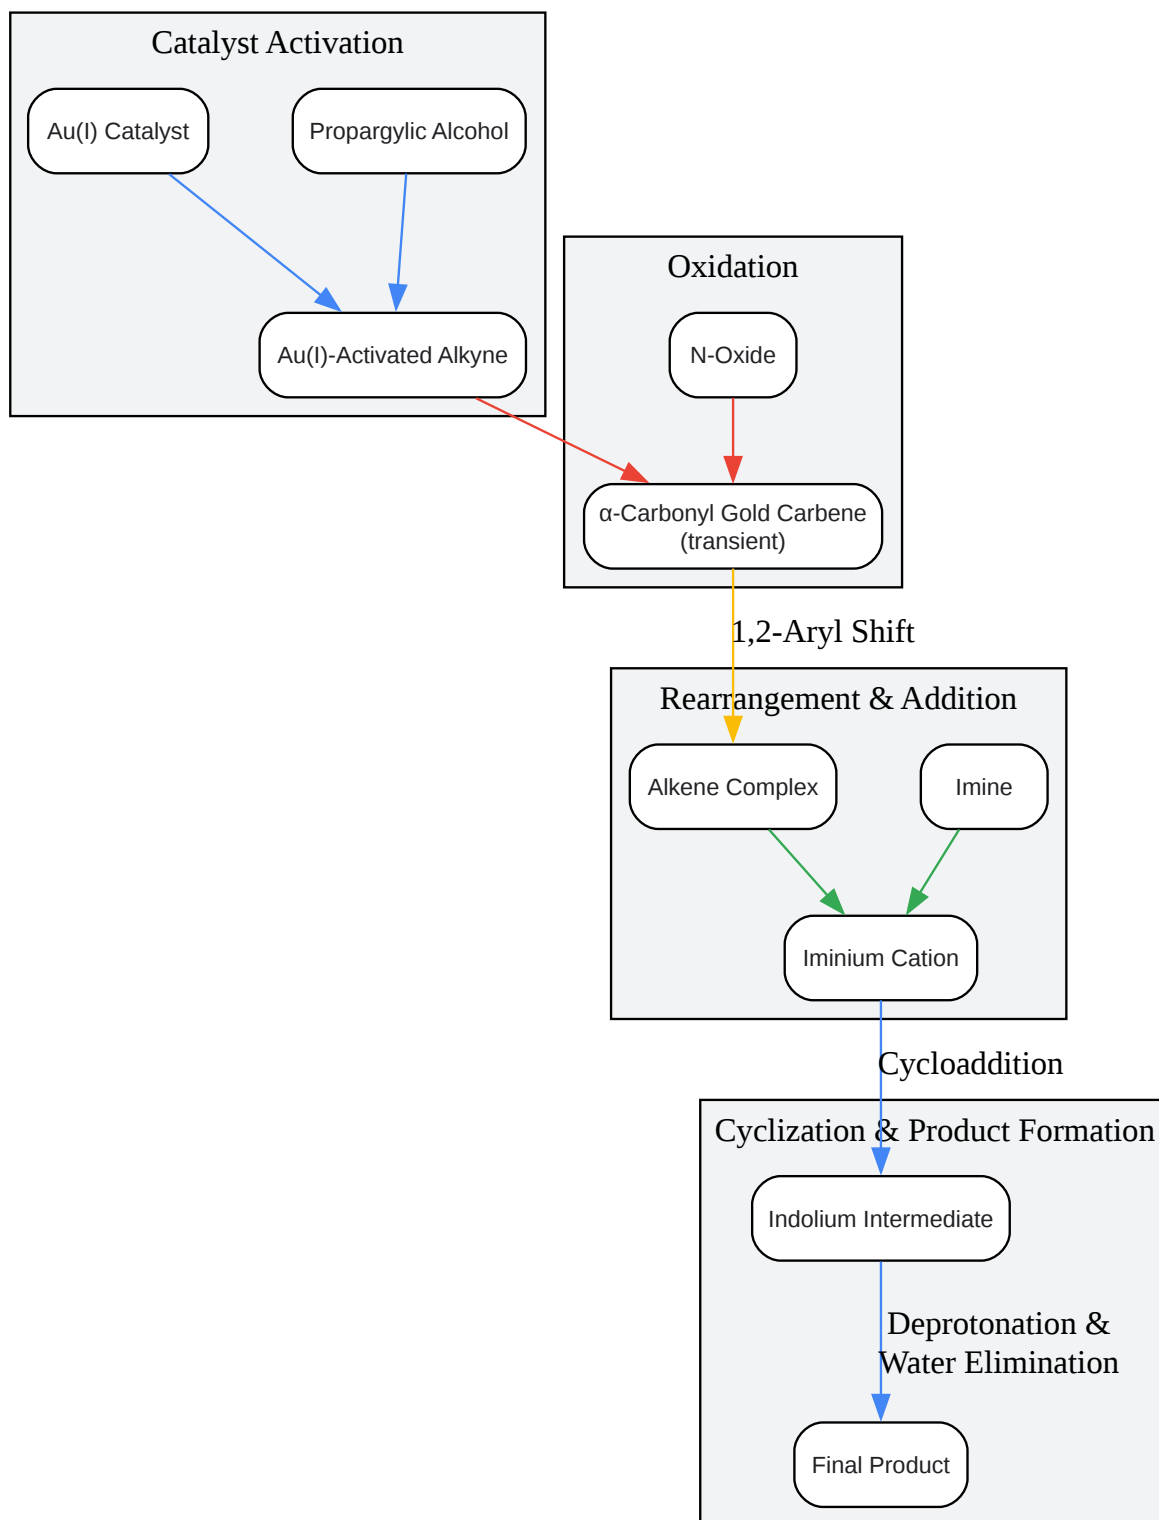 Catalyst Activation
Au(I) Catalyst
Propargylic Alcohol
Au(I)-Activated Alkyne
Oxidation
N-Oxide
α-Carbonyl Gold Carbene
(transient)
1,2-Aryl Shift
Rearrangement & Addition
Alkene Complex
Imine
Iminium Cation
Cycloaddition
Cyclization & Product Formation
Indolium Intermediate
Deprotonation &
Water Elimination
Final Product